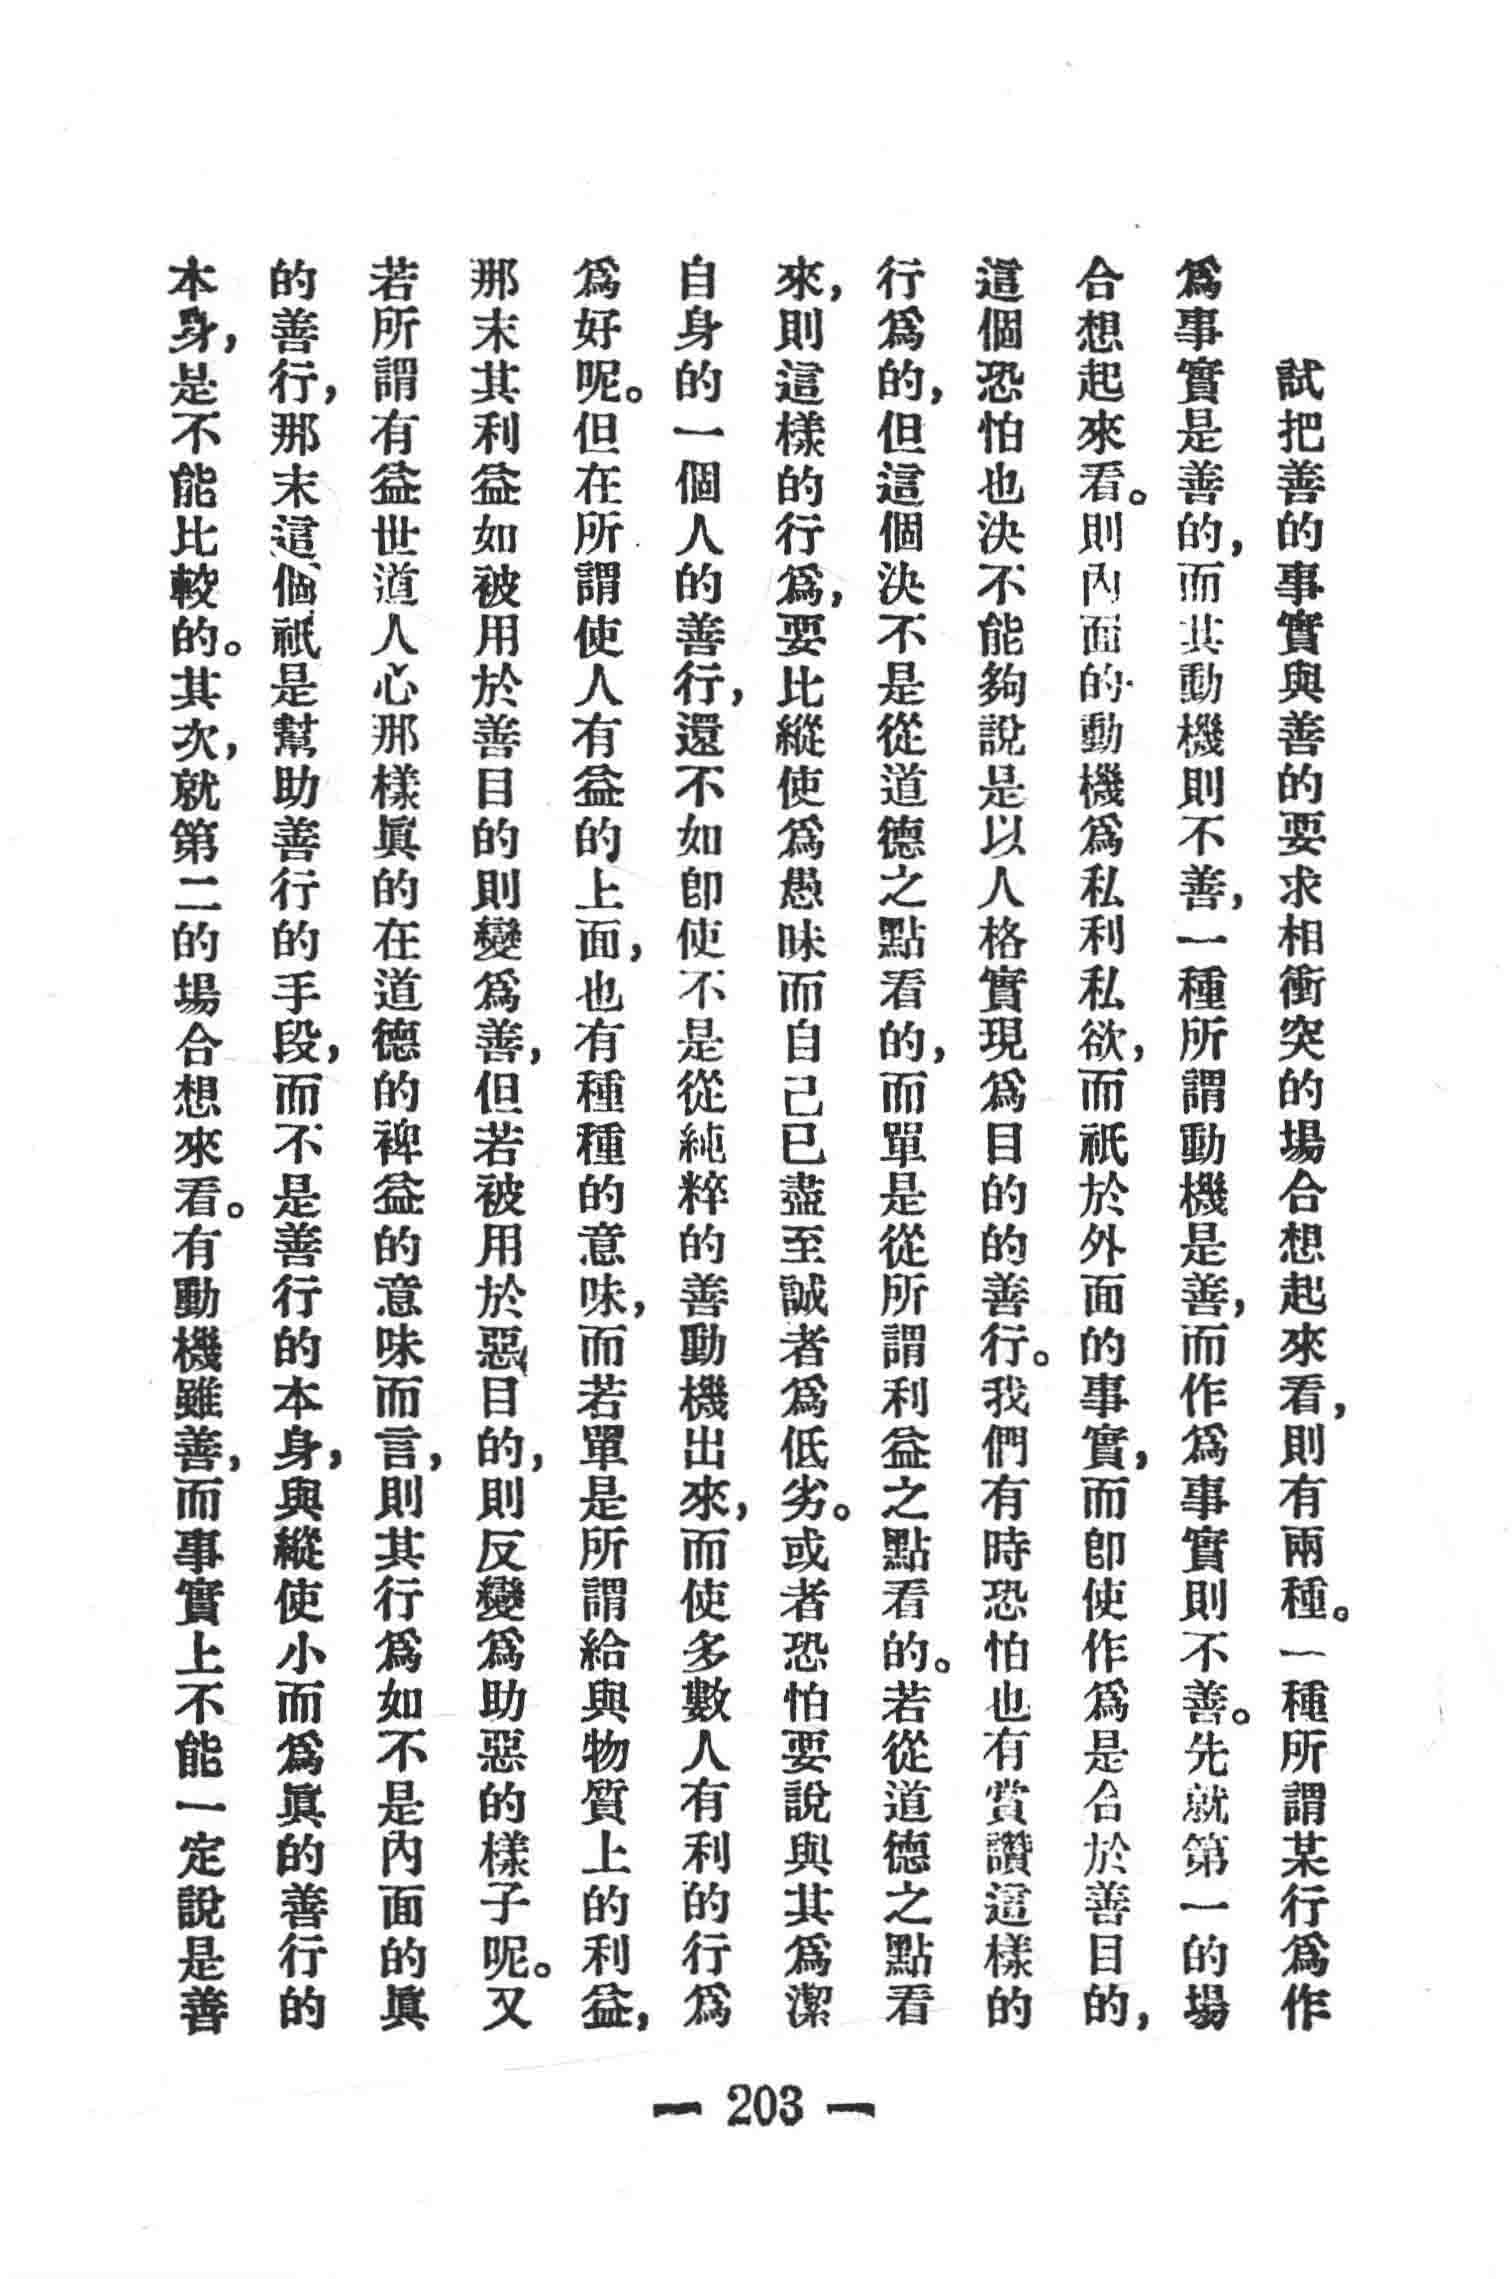 試把善的事實與善的要求相衝突的場合想起來看，則有兩種。一種所謂某行爲作
爲事實是善的，而其動機則不善，一種所謂動機是善，而作爲事實則不善。先就第一的場
合想起來看。則內面的動機爲私利私欲，而祇於外面的事實，而卽使作爲是合於善目的，
這個恐怕也決不能夠說是以人格實現爲目的的善行。我們有時恐怕也有賞讚這樣的
行爲的，但這個決不是從道德之點看的，而單是從所謂利益之點看的。若從道德之點看
來，則這樣的行爲，要比縱使爲愚昧而自己已盡至誠者爲低劣。或者恐怕要說與其爲潔
自身的一個人的善行，還不如卽使不是從純粹的善動機出來，而使多數人有利的行爲
爲好呢。但在所謂使人有益的上面，也有種種的意味，而若單是所謂給與物質上的利益，
那末其利益如被用於善目的則變爲善，但若被用於惡目的，則反變爲助惡的樣子呢。又
若所謂有益世道人心那樣眞的在道德的裨益的意味而言，則其行爲如不是內面的眞
的善行，那末這個祇是幫助善行的手段，而不是善行的本身，與縱使小而爲眞的善行的
本身，是不能比較的。其次，就第二的場合想來看。有動機雖善，而事實上不能一定說是善
— 203 —